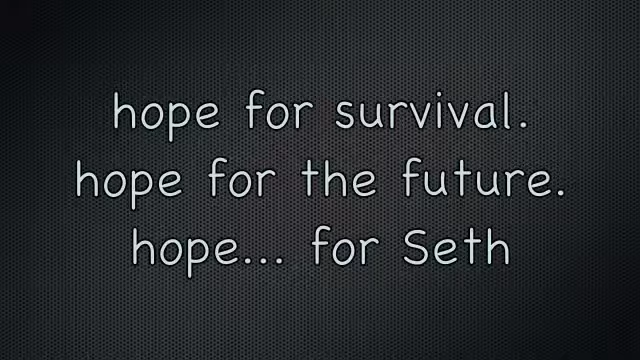 hope for survival.
hope for the future.
hope... for Seth